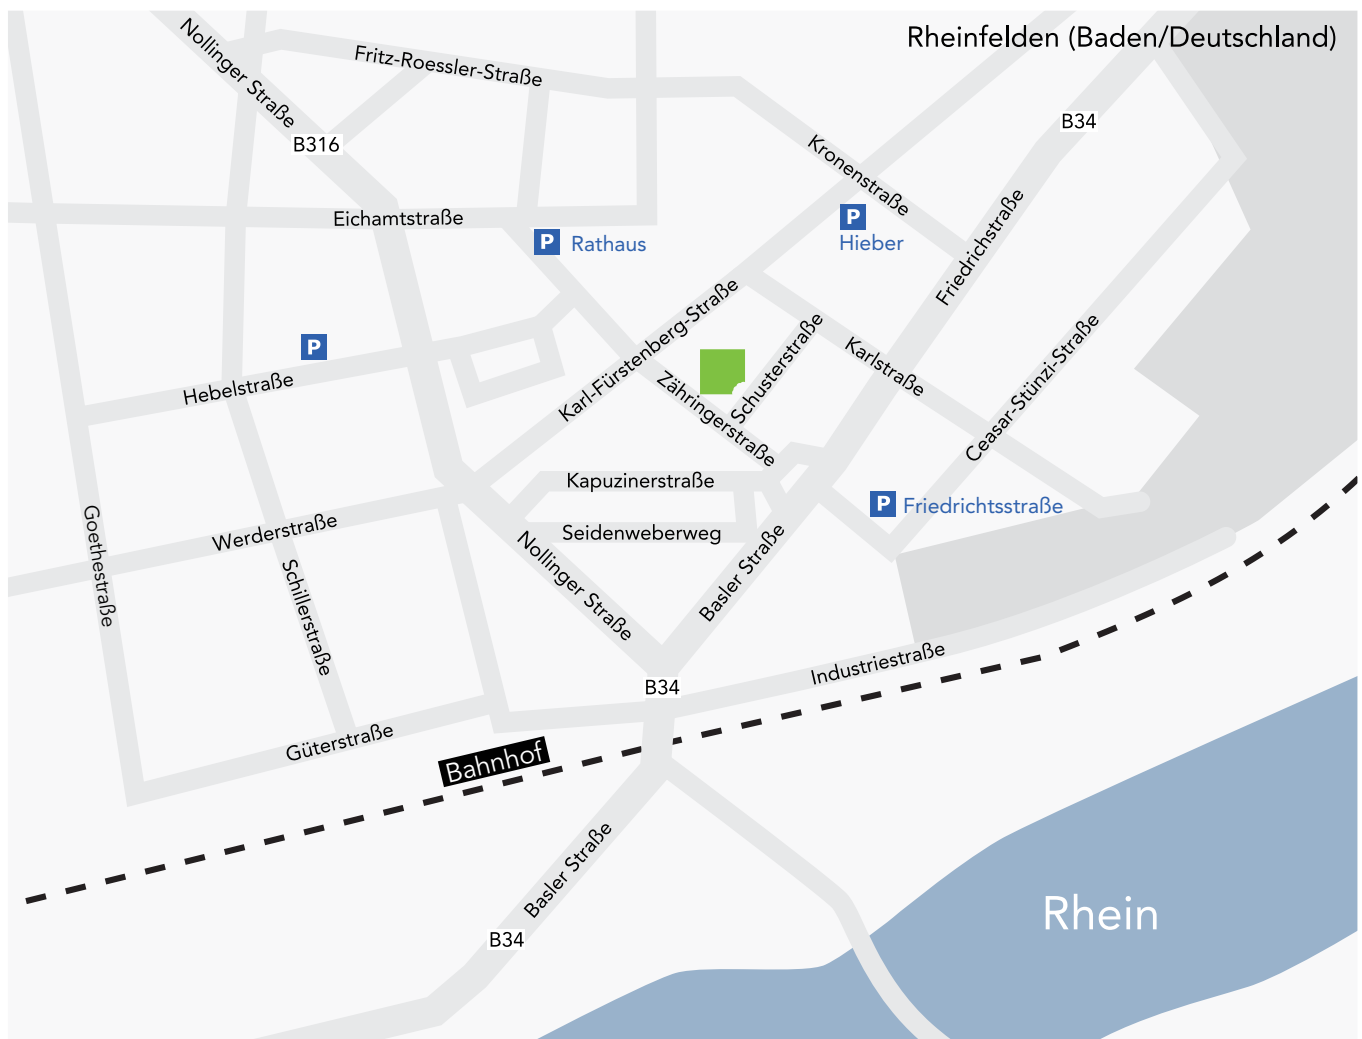 Rheinfelden (Baden/Deutschland)
Nollinger Straße
Fritz-Roessler-Straße
B316
B34
Kronenstraße
Eichamtstraße
P Rathaus
P
Hieber
Friedrichstraße
Karl-Fürstenberg-Straße
P
Hebelstraße
Schusterstraße
Karlstraße
Ceasar-Stünzi-Straße
Zähringerstraße
Kapuzinerstraße
P Friedrichtsstraße
Goethestraße
Werderstraße
Seidenweberweg
Nollinger Straße
Basler Straße
Schillerstraße
Industriestraße
B34
Güterstraße
Bahnhof
Basler Straße
B34
Rhein